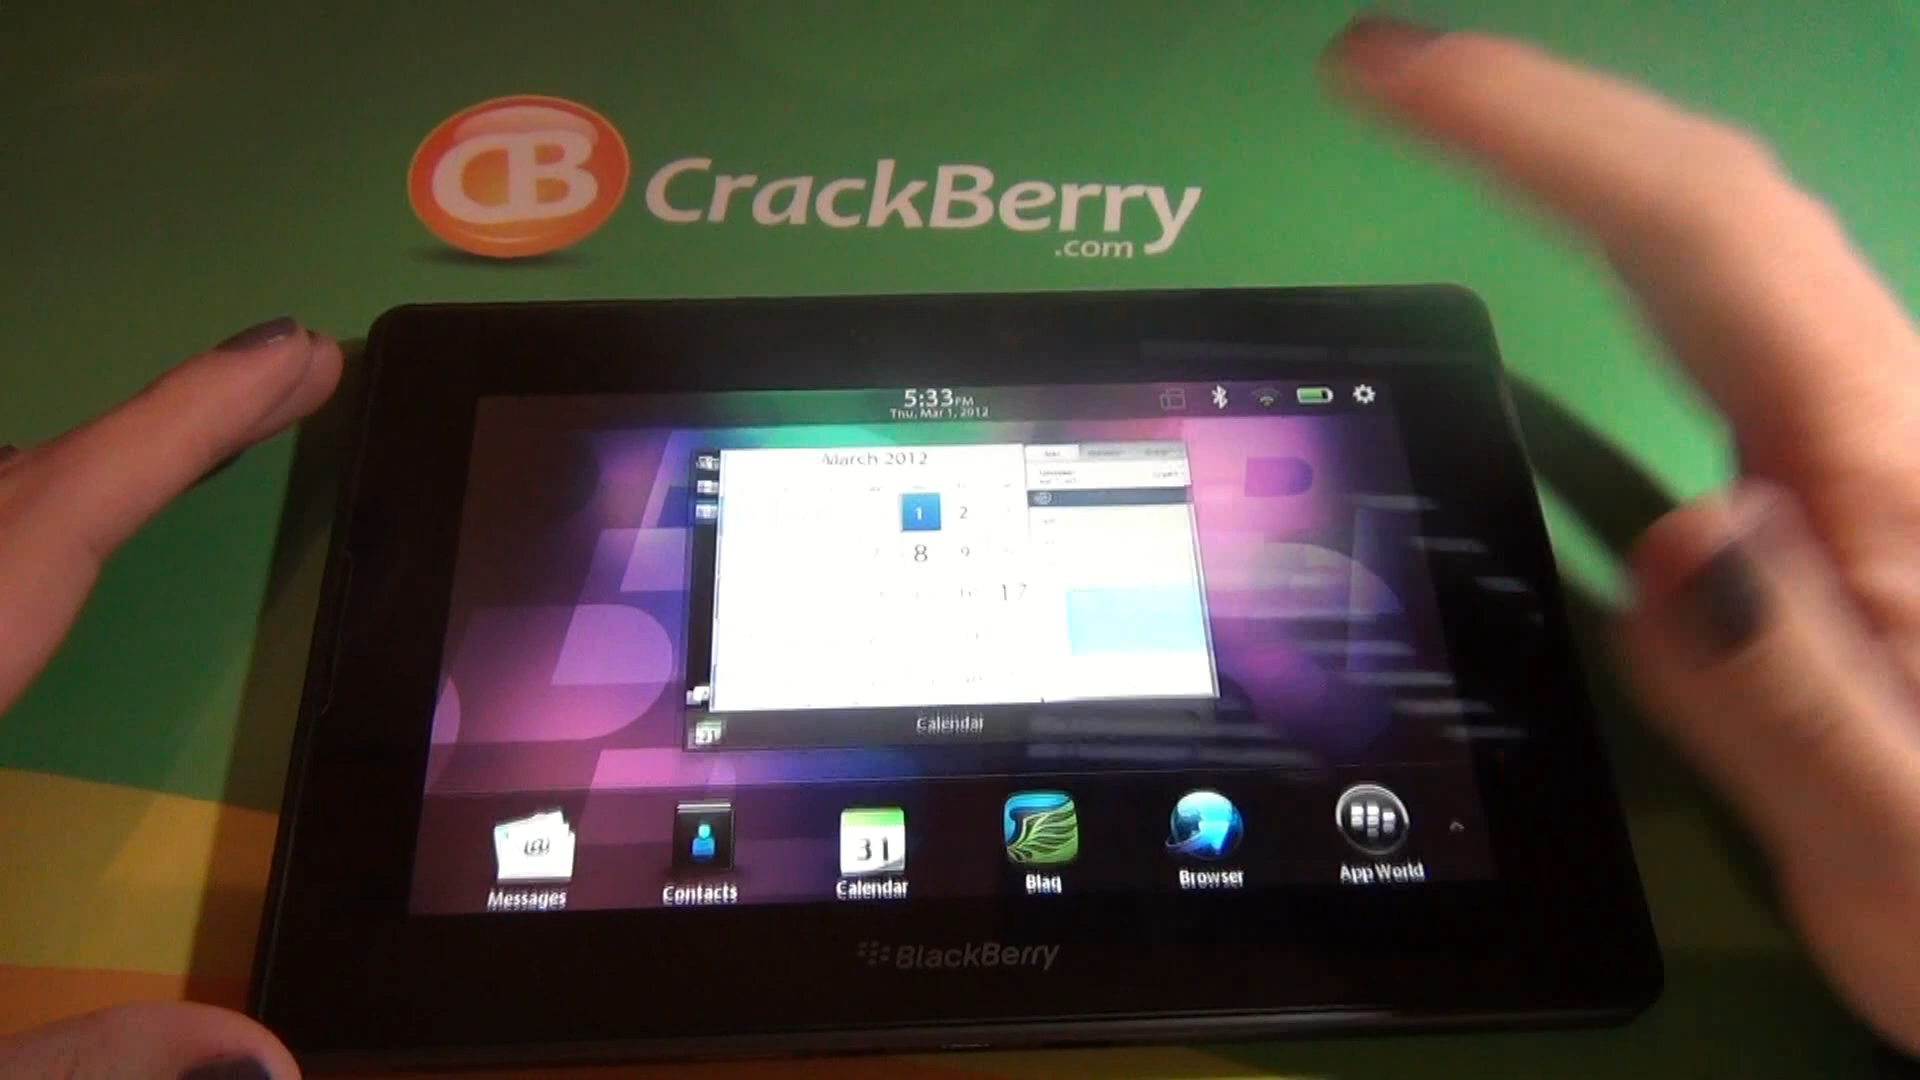 CB CrackBerry
.com
5:33PM
Thu, Mar 1, 2012
March 2012
1 2
8 9
17
Calendar
31
31
Messages Contacts Calendar Blaq Browser App World
BlackBerry